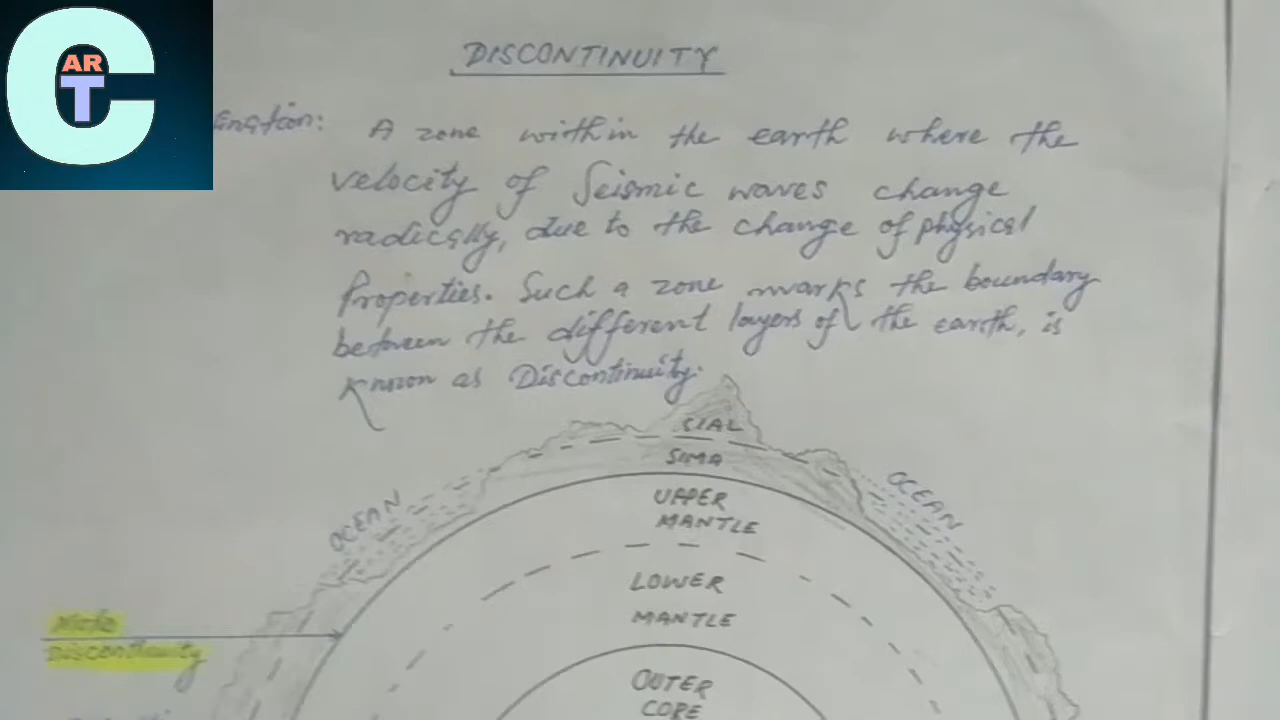 C
AR
T
DISCONTINUITY
A zone within the earth where the
velocity of Seismic waves change
radically, due to the change of physical
Properties. Such a zone marks the boundary
between the different layers of the earth, is
known as Discontinuity.
SIAL
SIMA
OCEAN
OCEAN
UPPER
MANTLE
LOWER
MANTLE
Discontinuity
OUTER
CORE